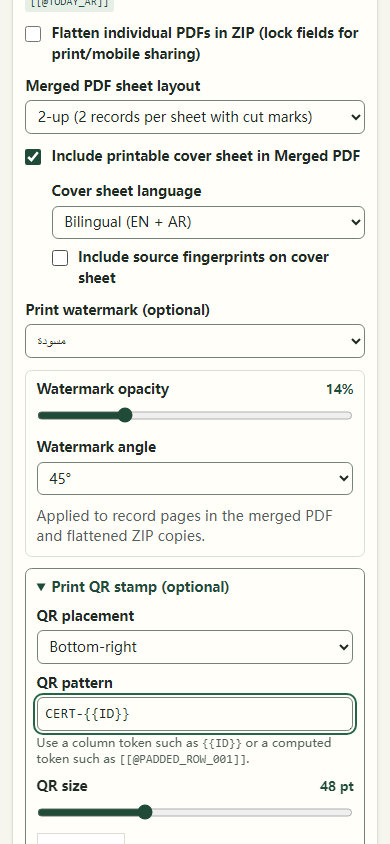 [[@TODAY_AR]]
Flatten individual PDFs in ZIP (lock fields for
print/mobile sharing)
Merged PDF sheet layout
2-up (2 records per sheet with cut marks)
Include printable cover sheet in Merged PDF
Cover sheet language
Bilingual (EN + AR)
Include source fingerprints on cover
sheet
Print watermark (optional)
مسودة
Watermark opacity 14%
Watermark angle
45°
Applied to record pages in the merged PDF
and flattened ZIP copies.
Print QR stamp (optional)
QR placement
Bottom-right
QR pattern
CERT-{{ID}}
Use a column token such as {{ID}} or a computed
token such as [[@PADDED_ROW_001]].
QR size 48 pt